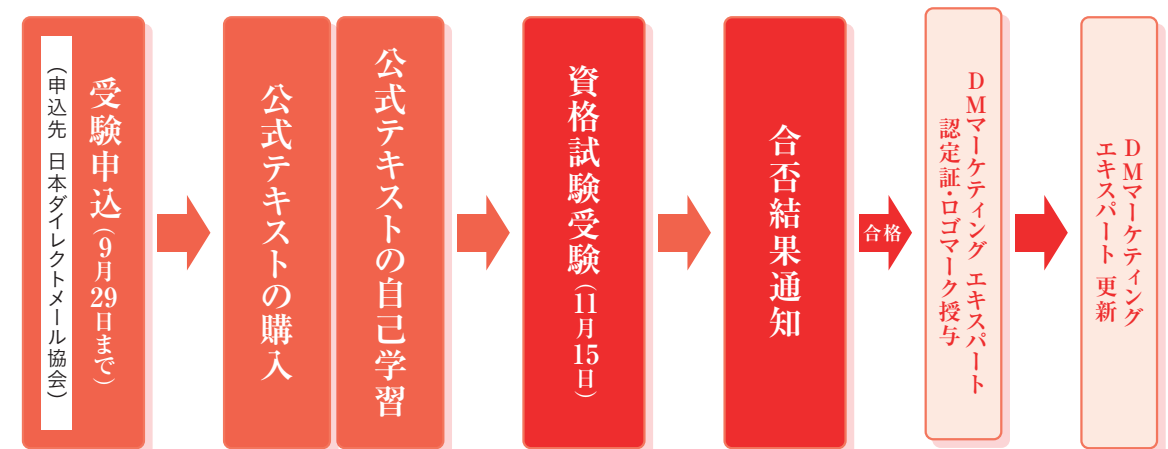 受験申込(9月29日まで)
(申込先 日本ダイレクトメール協会)
公式テキストの購入
公式テキストの自己学習
資格試験受験(11月15日)
合否結果通知
合格
DMマーケティング エキスパート
認定証・ロゴマーク授与
DMマーケティング
エキスパート 更新